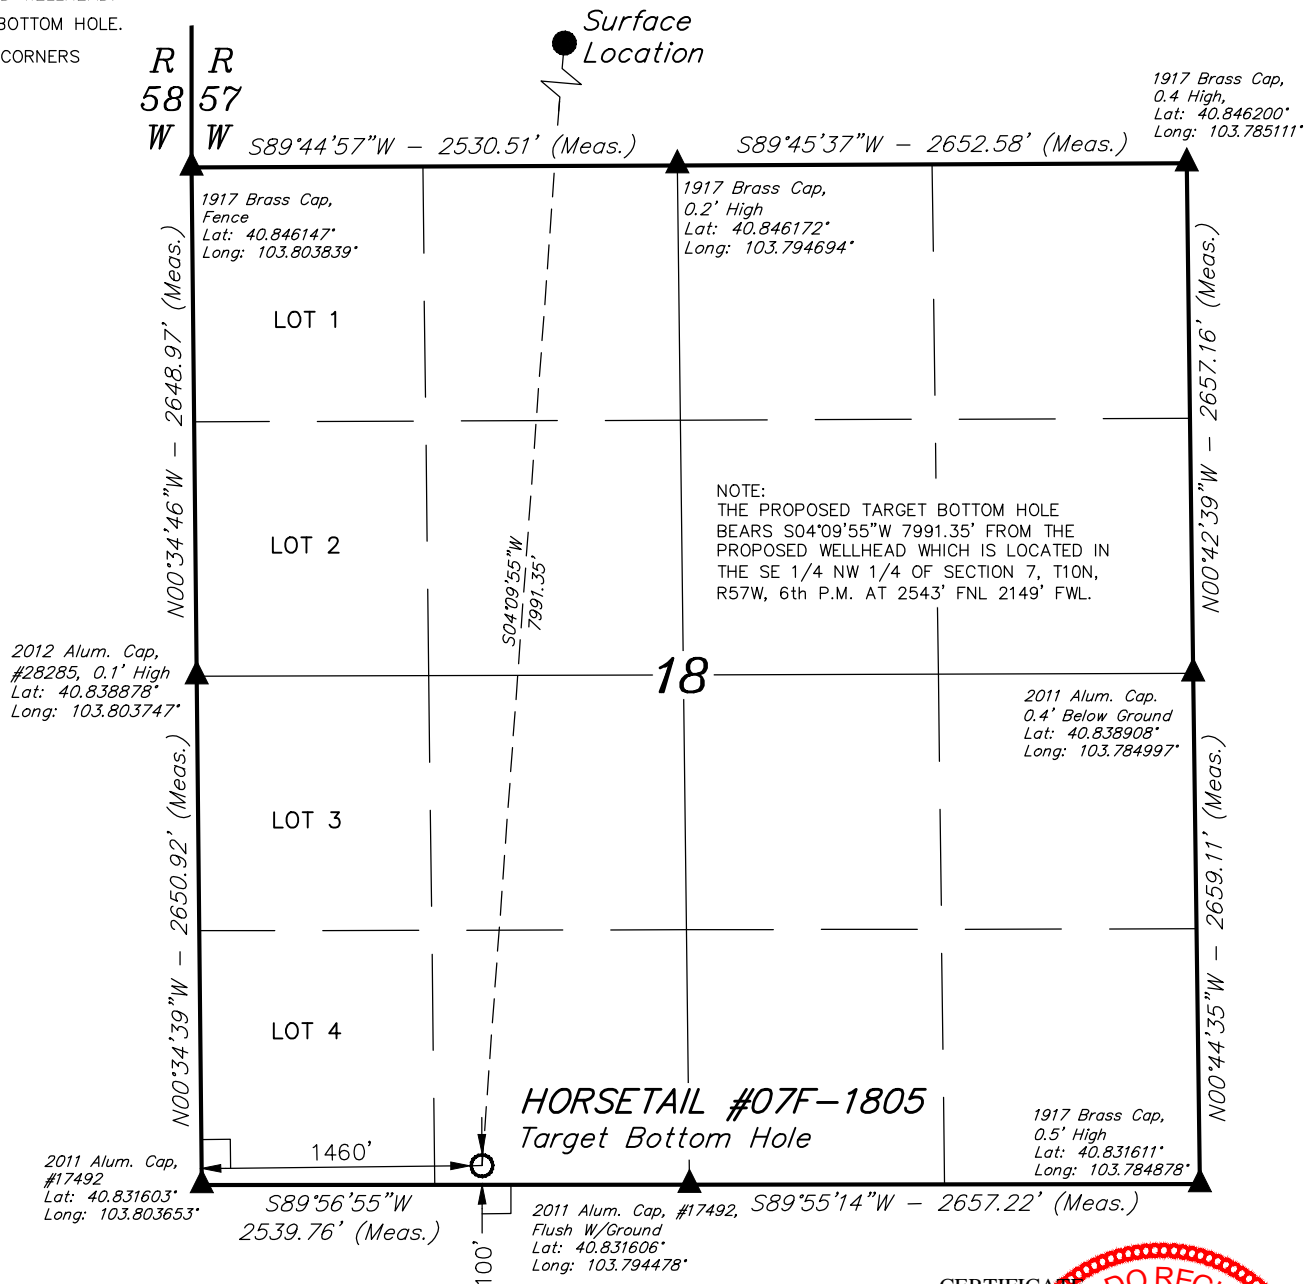 BOTTOM HOLE.
CORNERS
Surface
Location
R R
58 57
W W
1917 Brass Cap,
0.4 High,
Lat: 40.846200°
Long: 103.785111°
S89°44'57"W - 2530.51' (Meas.)
S89°45'37"W - 2652.58' (Meas.)
1917 Brass Cap,
Fence
Lat: 40.846147°
Long: 103.803839°
1917 Brass Cap,
0.2' High
Lat: 40.846172°
Long: 103.794694°
N00°34'46"W - 2648.97' (Meas.)
N00°42'39"W - 2657.16' (Meas.)
LOT 1
LOT 2
NOTE:
THE PROPOSED TARGET BOTTOM HOLE
BEARS S04°09'55"W 7991.35' FROM THE
PROPOSED WELLHEAD WHICH IS LOCATED IN
THE SE 1/4 NW 1/4 OF SECTION 7, T10N,
R57W, 6th P.M. AT 2543' FNL 2149' FWL.
S04°09'55"W
7991.35'
2012 Alum. Cap,
#28285, 0.1' High
Lat: 40.838878°
Long: 103.803747°
18
2011 Alum. Cap.
0.4' Below Ground
Lat: 40.838908°
Long: 103.784997°
N00°34'39"W - 2650.92' (Meas.)
N00°44'35"W - 2659.11' (Meas.)
LOT 3
LOT 4
HORSETAIL #07F-1805
Target Bottom Hole
1460'
1917 Brass Cap,
0.5' High
Lat: 40.831611°
Long: 103.784878°
2011 Alum. Cap,
#17492
Lat: 40.831603°
Long: 103.803653°
S89°56'55"W
2539.76' (Meas.)
100'
2011 Alum. Cap, #17492,
Flush W/Ground
Lat: 40.831606°
Long: 103.794478°
S89°55'14"W - 2657.22' (Meas.)